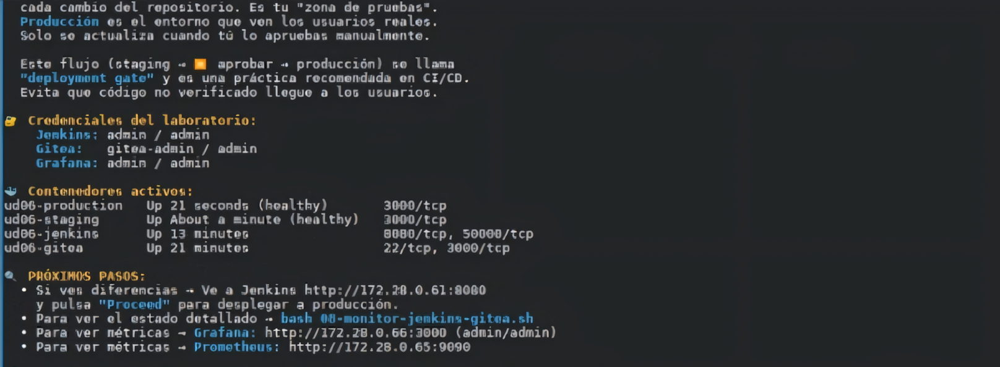 cada cambio del repositorio. Es tu "zona de pruebas".
Producción es el entorno que ven los usuarios reales.
Solo se actualiza cuando tú lo apruebas manualmente.
Este flujo (staging → aprobar → producción) se llama
"deployment gate" y es una práctica recomendada en CI/CD.
Evita que código no verificado llegue a los usuarios.
Credenciales del laboratorio:
Jenkins: admin / admin
Gitea: gitea-admin / admin
Grafana: admin / admin
Contenedores activos:
ud06-production Up 21 seconds (healthy) 3000/tcp
ud06-staging Up About a minute (healthy) 3000/tcp
ud06-jenkins Up 13 minutes 8080/tcp, 50000/tcp
ud06-gitea Up 21 minutes 22/tcp, 3000/tcp
PRÓXIMOS PASOS:
• Si ves diferencias → Ve a Jenkins http://172.28.0.61:8080
y pulsa "Proceed" para desplegar a producción.
• Para ver el estado detallado → bash 08-monitor-jenkins-gitea.sh
• Para ver métricas → Grafana: http://172.28.0.66:3000 (admin/admin)
• Para ver métricas → Prometheus: http://172.28.0.65:9090